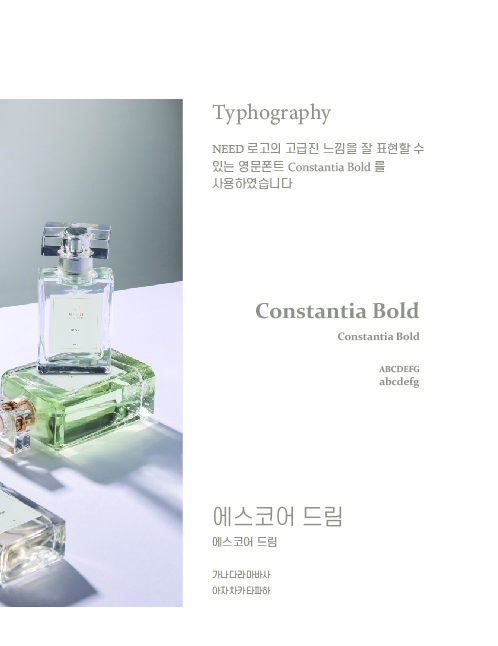 Typhography
NEED 로고의 고급진 느낌을 잘 표현할 수
있는 영문폰트 Constantia Bold 를
사용하였습니다
Constantia Bold
Constantia Bold
ABCDEFG
abcdefg
에스코어 드림
에스코어 드림
가나다라마바사
아자차카타파하
NEED